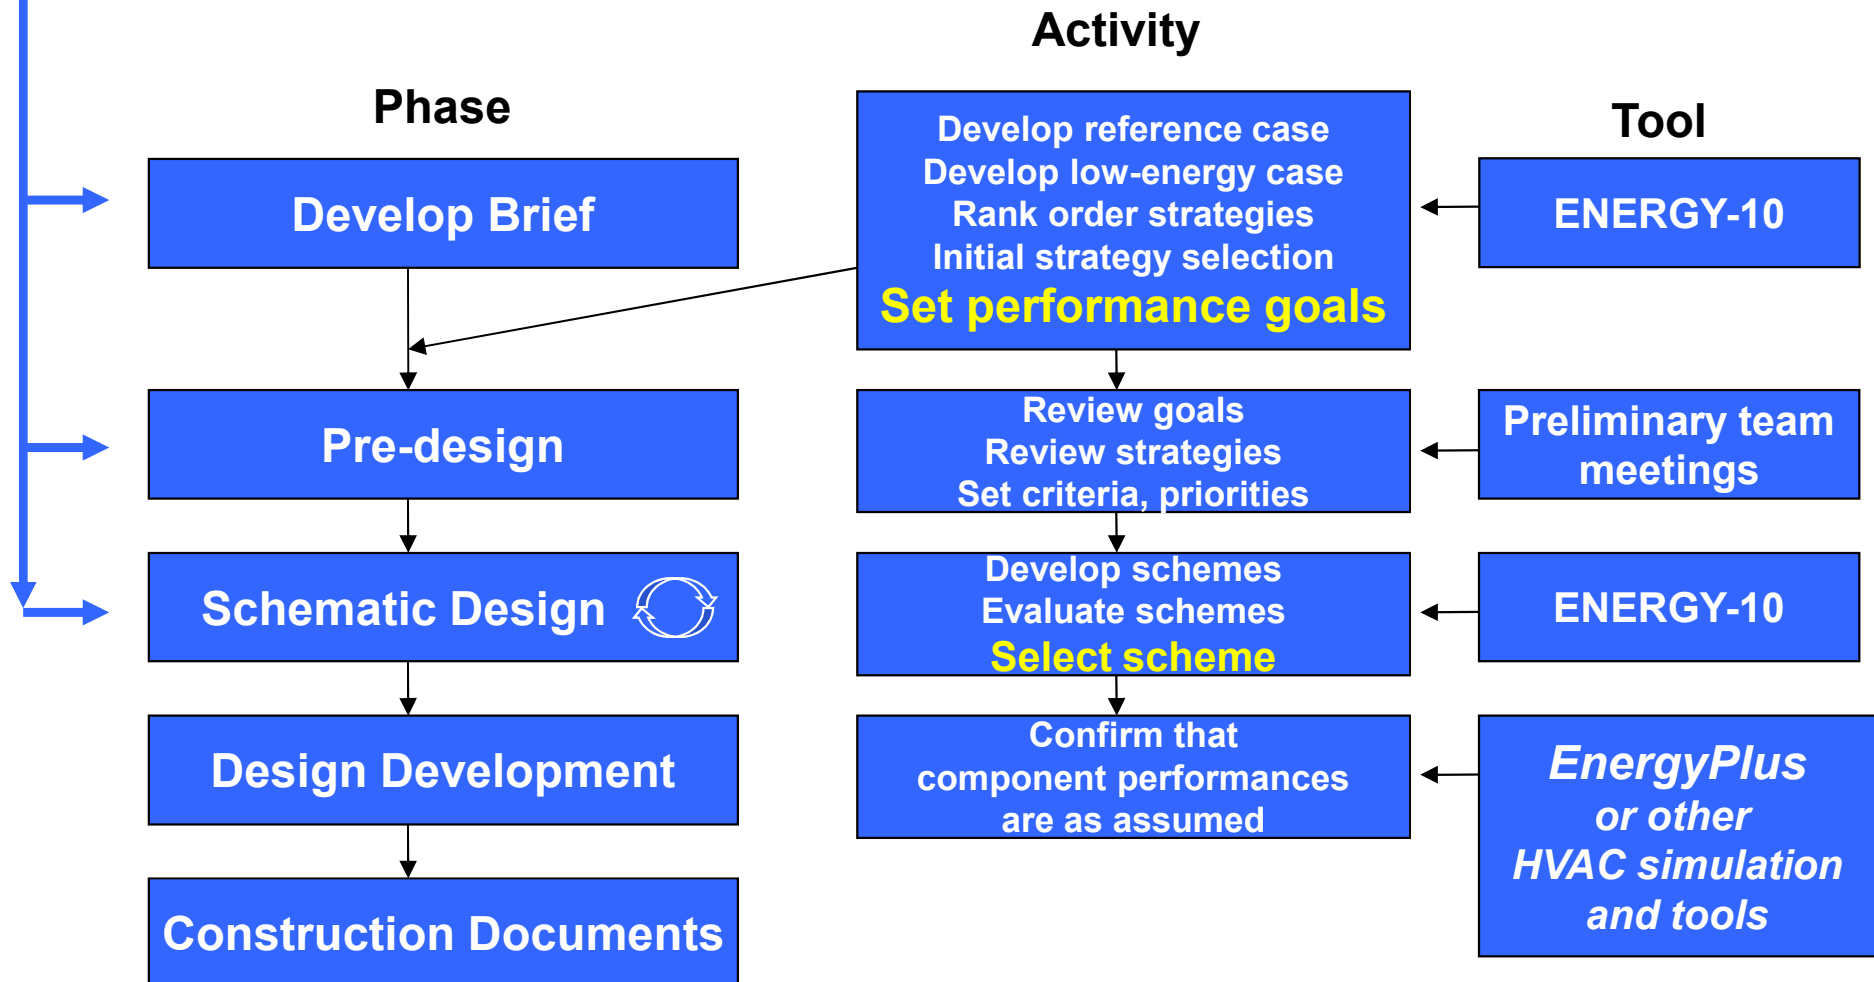 Activity
Phase
Tool
Develop Brief
Develop reference case
Develop low-energy case
Rank order strategies
Initial strategy selection
Set performance goals
ENERGY-10
Pre-design
Review goals
Review strategies
Set criteria, priorities
Preliminary team
meetings
Schematic Design
Develop schemes
Evaluate schemes
Select scheme
ENERGY-10
Design Development
Confirm that
component performances
are as assumed
EnergyPlus
or other
HVAC simulation
and tools
Construction Documents